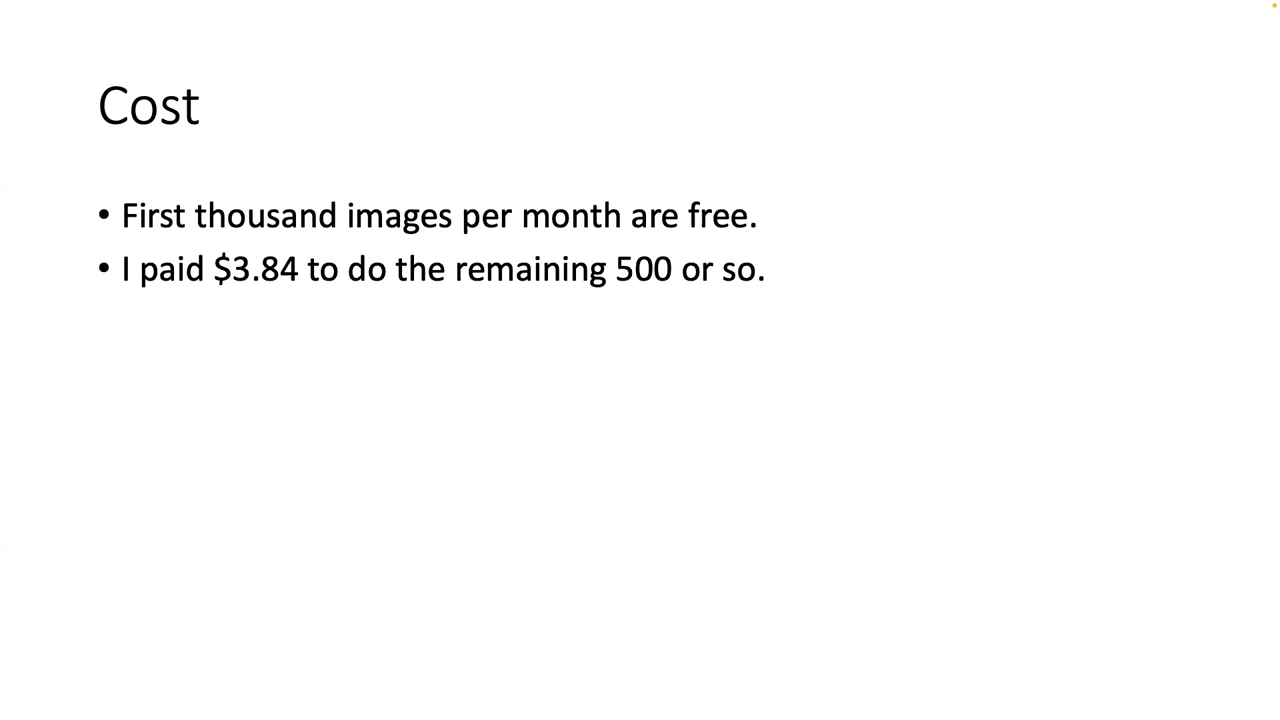 Cost
• First thousand images per month are free.
• I paid $3.84 to do the remaining 500 or so.